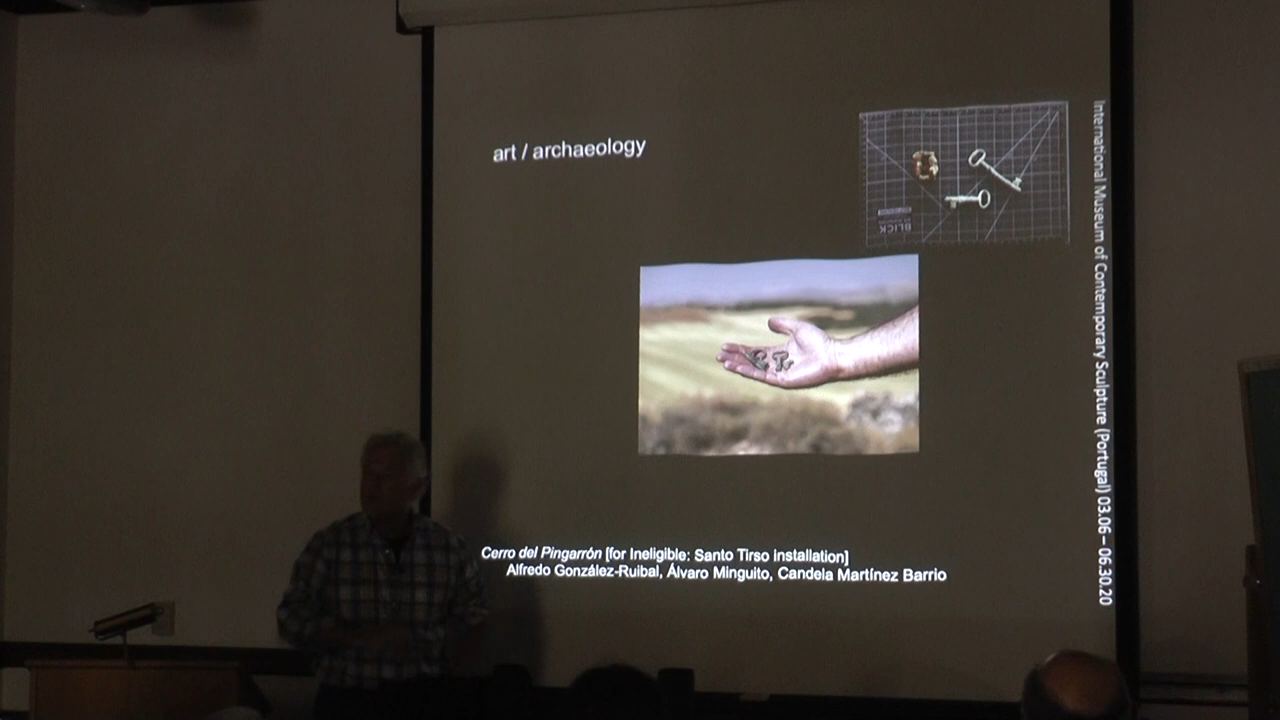 art / archaeology
BLICK
International Museum of Contemporary Sculpture (Portugal) 03.06 – 06.30.20
Cerro del Pingarrón [for Ineligible: Santo Tirso installation]
Alfredo González-Ruibal, Álvaro Minguito, Candela Martínez Barrio